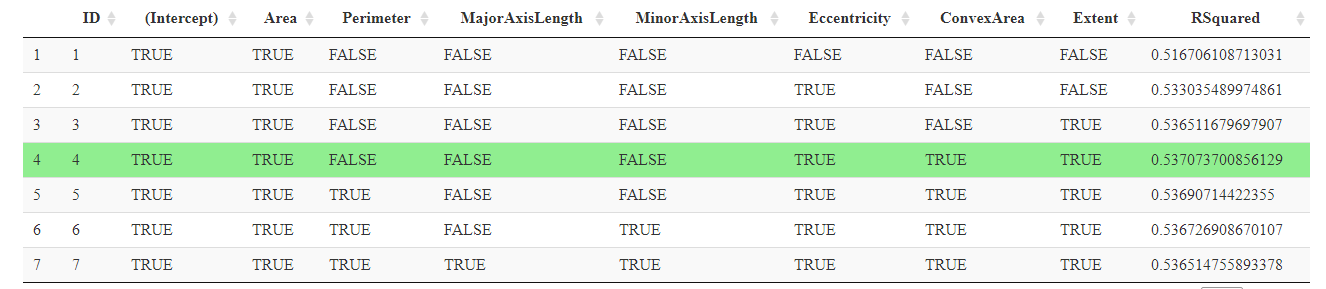 ID (Intercept) Area Perimeter MajorAxisLength MinorAxisLength Eccentricity ConvexArea Extent RSquared
1 1 TRUE TRUE FALSE FALSE FALSE FALSE FALSE FALSE 0.516706108713031
2 2 TRUE TRUE FALSE FALSE FALSE TRUE FALSE FALSE 0.533035489974861
3 3 TRUE TRUE FALSE FALSE FALSE TRUE FALSE TRUE 0.536511679697907
4 4 TRUE TRUE FALSE FALSE FALSE TRUE TRUE TRUE 0.537073700856129
5 5 TRUE TRUE TRUE FALSE FALSE TRUE TRUE TRUE 0.53690714422355
6 6 TRUE TRUE TRUE FALSE TRUE TRUE TRUE TRUE 0.536726908670107
7 7 TRUE TRUE TRUE TRUE TRUE TRUE TRUE TRUE 0.536514755893378